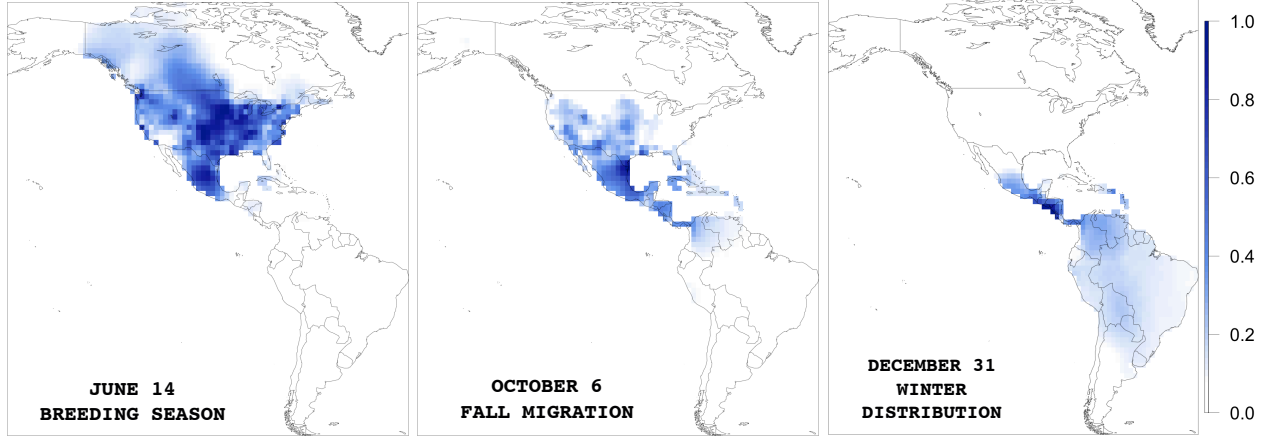 JUNE 14
BREEDING SEASON
OCTOBER 6
FALL MIGRATION
DECEMBER 31
WINTER
DISTRIBUTION
1.0
0.8
0.6
0.4
0.2
0.0